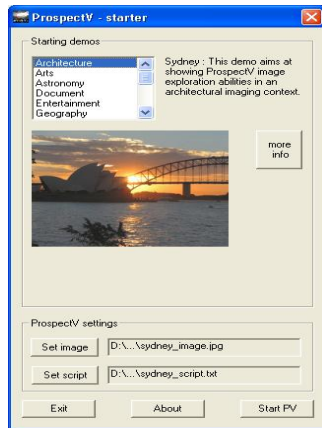 ProspectV - starter
Starting demos
Architecture
Arts
Astronomy
Document
Entertainment
Geography
Sydney : This demo aims at
showing ProspectV image
exploration abilities in an
architectural imaging context.
more
info
ProspectV settings
Set image
D:\...\sydney_image.jpg
Set script
D:\...\sydney_script.txt
Exit
About
Start PV